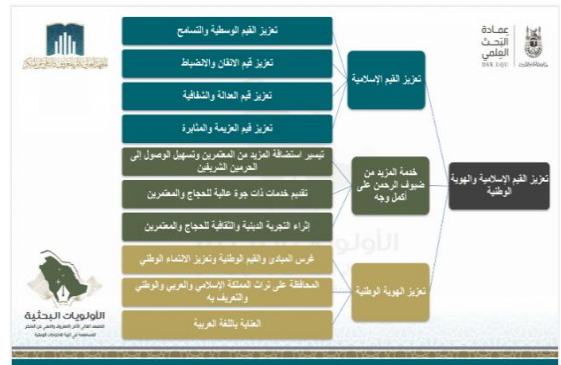 عمادة
البحث
العلمي
DSR UQU
تعزيز القيم الإسلامية والهوية
الوطنية
تعزيز القيم الإسلامية
تعزيز القيم الوسطية والتسامح
تعزيز قيم الاتقان والانضباط
تعزيز قيم العدالة والشفافية
تعزيز قيم العزيمة والمثابرة
خدمة المزيد من
ضيوف الرحمن على
أكمل وجه
تيسير استضافة المزيد من المعتمرين وتسهيل الوصول إلى
الحرمين الشريفين
تقديم خدمات ذات جوة عالية للحجاج والمعتمرين
إثراء التجربة الدينية والثقافية للحجاج والمعتمرين
تعزيز الهوية الوطنية
غرس المبادئ والقيم الوطنية وتعزيز الانتماء الوطني
المحافظة على تراث المملكة الإسلامي والعربي والوطني
والتعريف به
العناية باللغة العربية
الأولويات البحثية